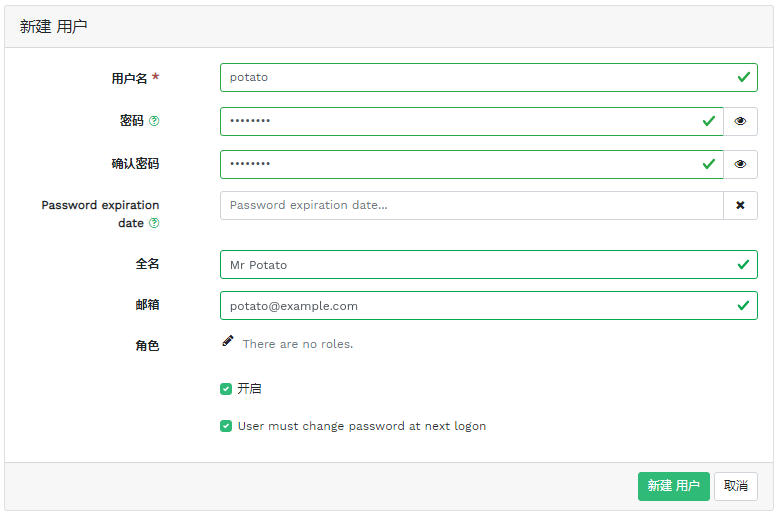 新建 用户
用户名 *
potato
密码
••••••••
确认密码
••••••••
Password expiration
date
Password expiration date...
全名
Mr Potato
邮箱
potato@example.com
角色
There are no roles.
开启
User must change password at next logon
新建 用户
取消